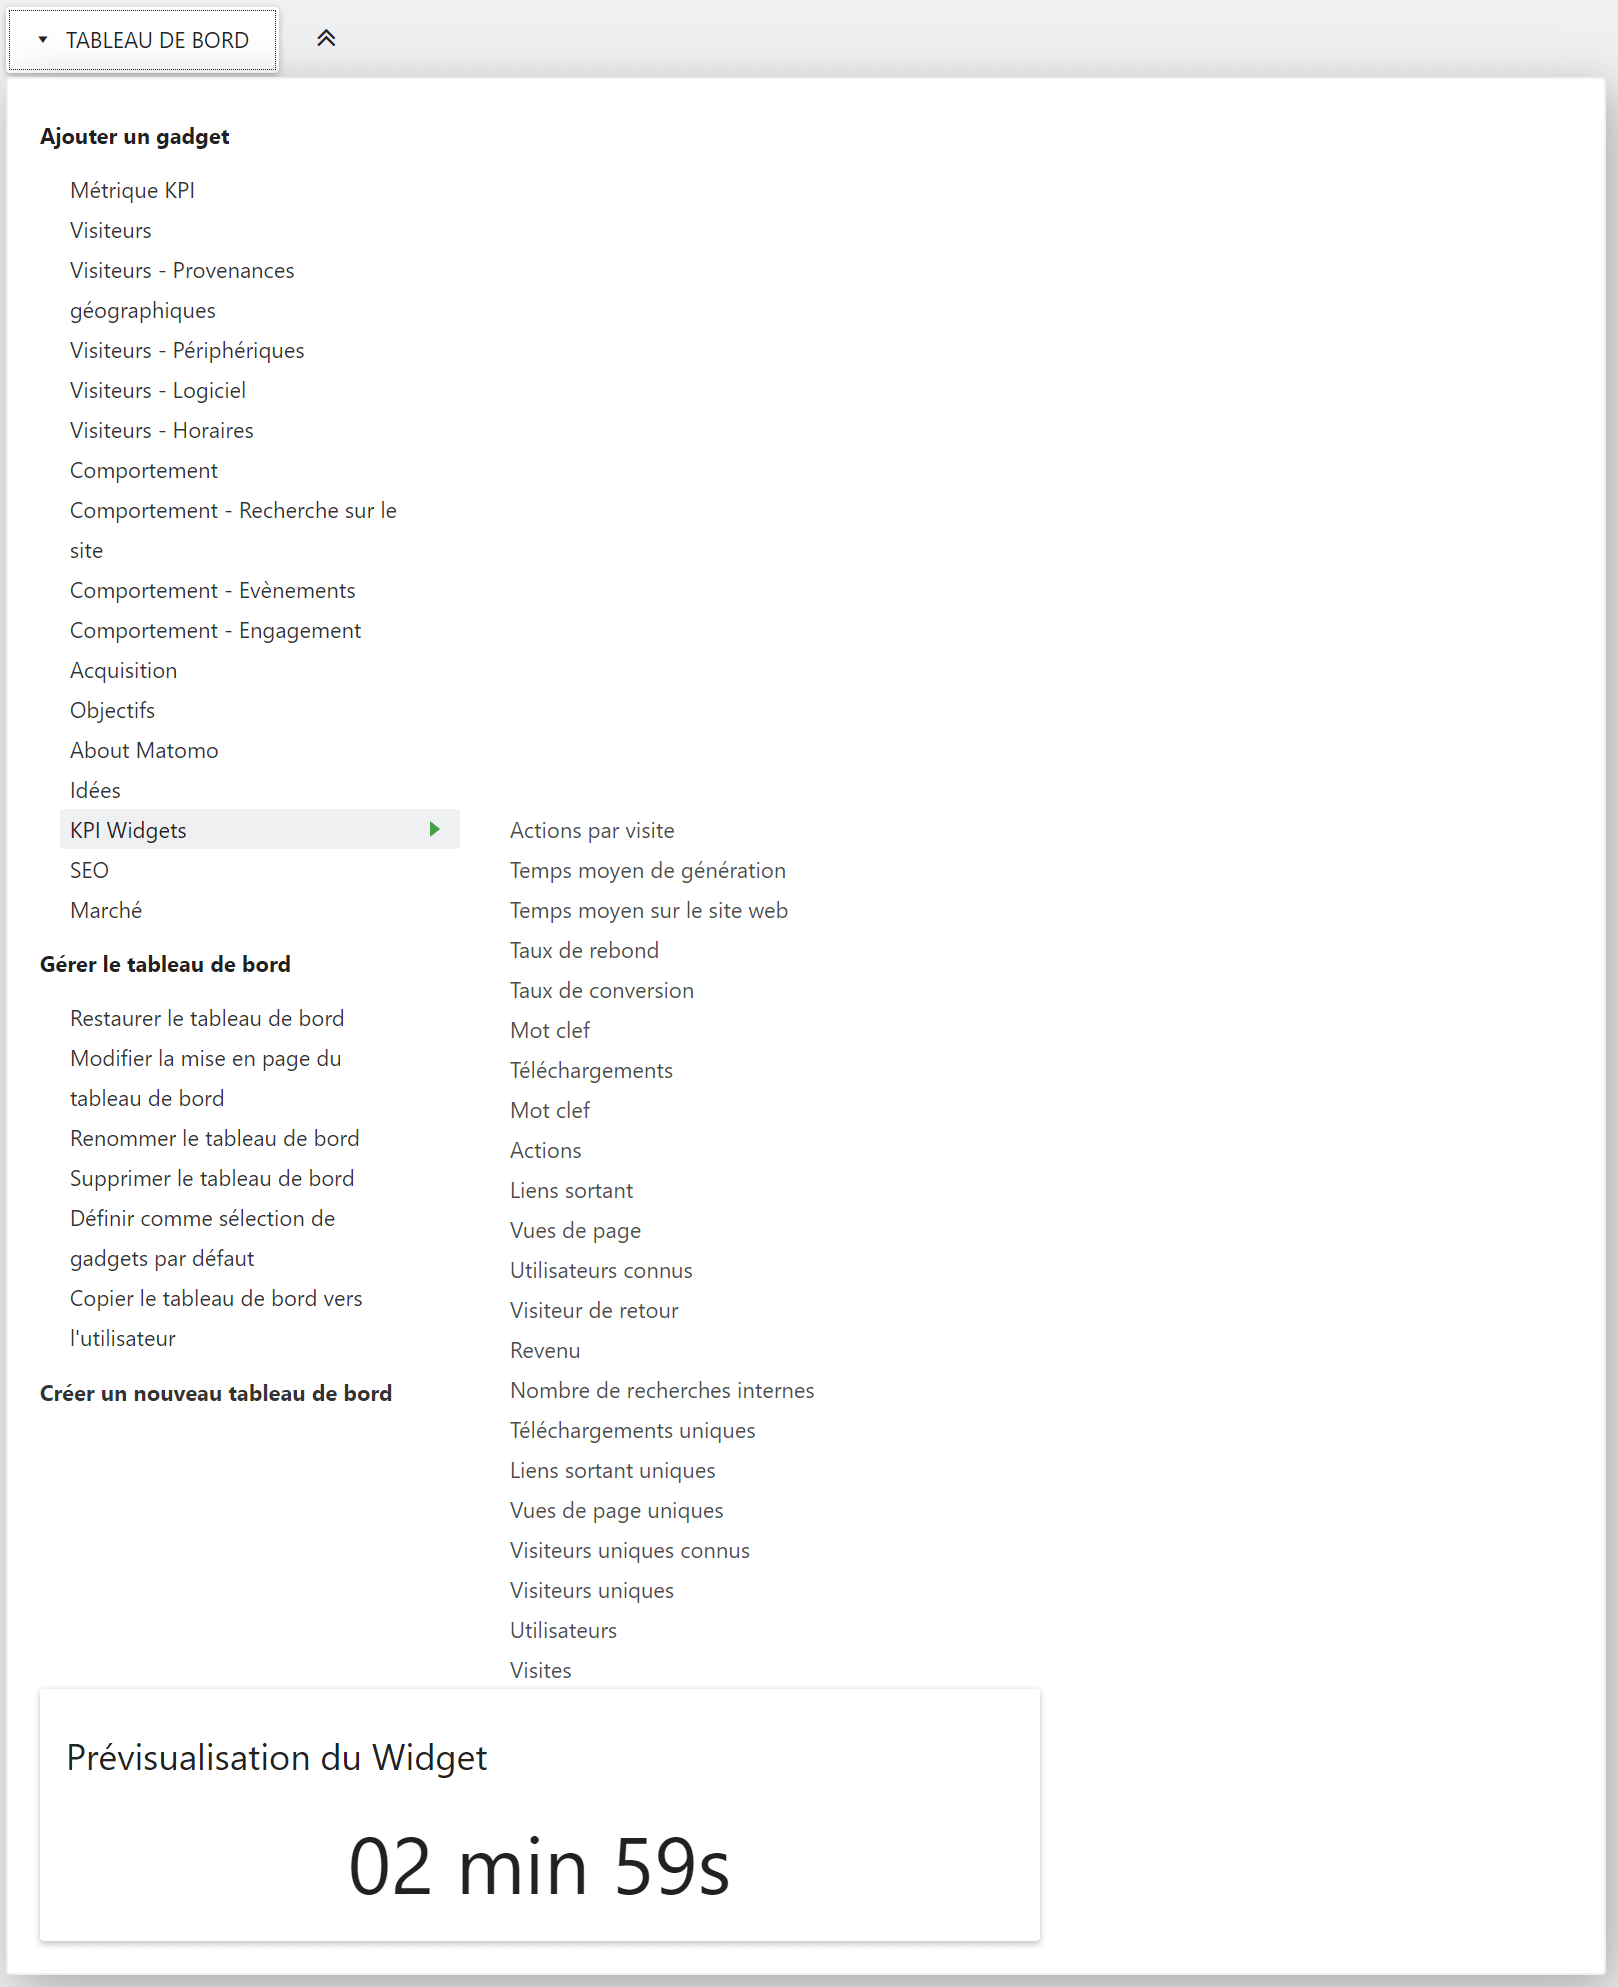 TABLEAU DE BORD
Ajouter un gadget
Métrique KPI
Visiteurs
Visiteurs - Provenances
géographiques
Visiteurs - Périphériques
Visiteurs - Logiciel
Visiteurs - Horaires
Comportement
Comportement - Recherche sur le
site
Comportement - Evènements
Comportement - Engagement
Acquisition
Objectifs
About Matomo
Idées
KPI Widgets
SEO
Marché
Gérer le tableau de bord
Restaurer le tableau de bord
Modifier la mise en page du
tableau de bord
Renommer le tableau de bord
Supprimer le tableau de bord
Définir comme sélection de
gadgets par défaut
Copier le tableau de bord vers
l'utilisateur
Créer un nouveau tableau de bord
Actions par visite
Temps moyen de génération
Temps moyen sur le site web
Taux de rebond
Taux de conversion
Mot clef
Téléchargements
Mot clef
Actions
Liens sortant
Vues de page
Utilisateurs connus
Visiteur de retour
Revenu
Nombre de recherches internes
Téléchargements uniques
Liens sortant uniques
Vues de page uniques
Visiteurs uniques connus
Visiteurs uniques
Utilisateurs
Visites
Prévisualisation du Widget
02 min 59s